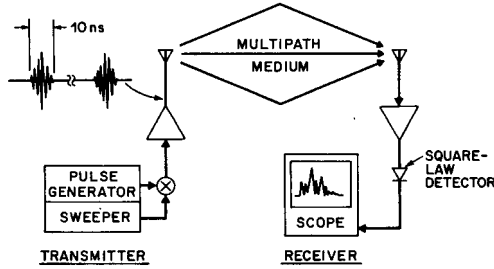 10 ns
MULTIPATH
MEDIUM
PULSE
GENERATOR
SWEEPER
TRANSMITTER
SQUARE-
LAW
DETECTOR
SCOPE
RECEIVER